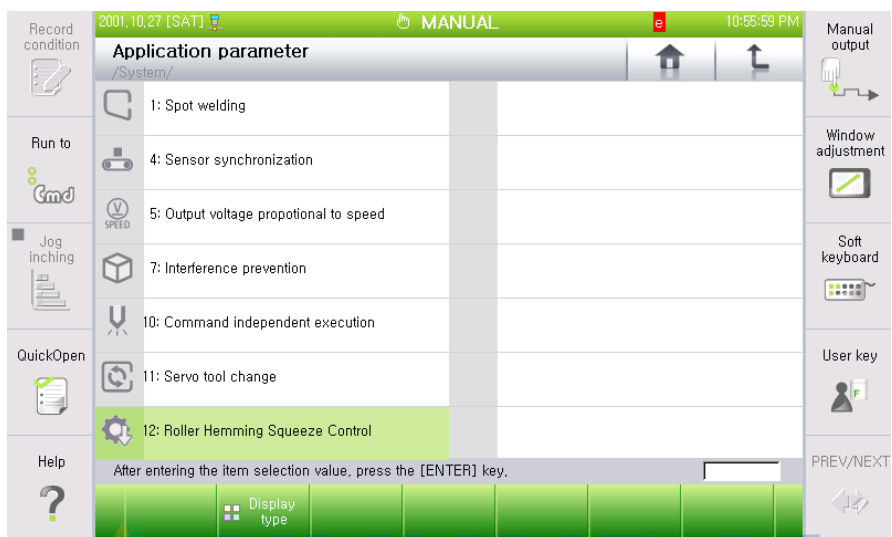 Record
condition
Run to
Cmd
Jog
inching
QuickOpen
Help
?
2001,10,27 [SAT]
MANUAL
e
10:55:59 PM
Application parameter
/System/
1: Spot welding
4: Sensor synchronization
V
SPEED
5: Output voltage propotional to speed
7: Interference prevention
10: Command independent execution
11: Servo tool change
12: Roller Hemming Squeeze Control
After entering the item selection value, press the [ENTER] key,
Display
type
Manual
output
Window
adjustment
Soft
keyboard
User key
F
PREV/NEXT